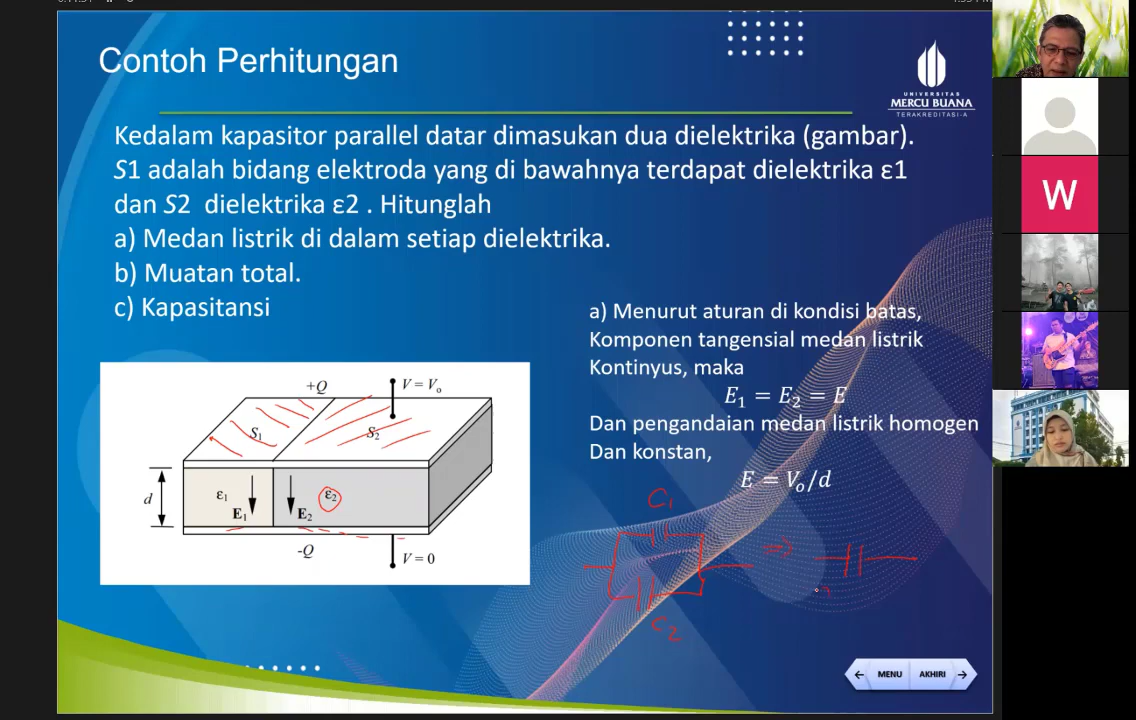 Contoh Perhitungan
UNIVERSITAS
MERCU BUANA
TERAKREDITASI-A
Kedalam kapasitor parallel datar dimasukan dua dielektrika (gambar).
S1 adalah bidang elektroda yang di bawahnya terdapat dielektrika ε1
dan S2 dielektrika ε2 . Hitunglah
a) Medan listrik di dalam setiap dielektrika.
b) Muatan total.
c) Kapasitansi
a) Menurut aturan di kondisi batas,
Komponen tangensial medan listrik
Kontinyus, maka
E₁ = E₂ = E
Dan pengandaian medan listrik homogen
Dan konstan,
E = Vₒ/d
+Q
V = Vₒ
S₁
S₂
d
ε₁
E₁
ε₂
E₂
-Q
V = 0
C₁
⇒
C₂
W
← MENU AKHIRI →